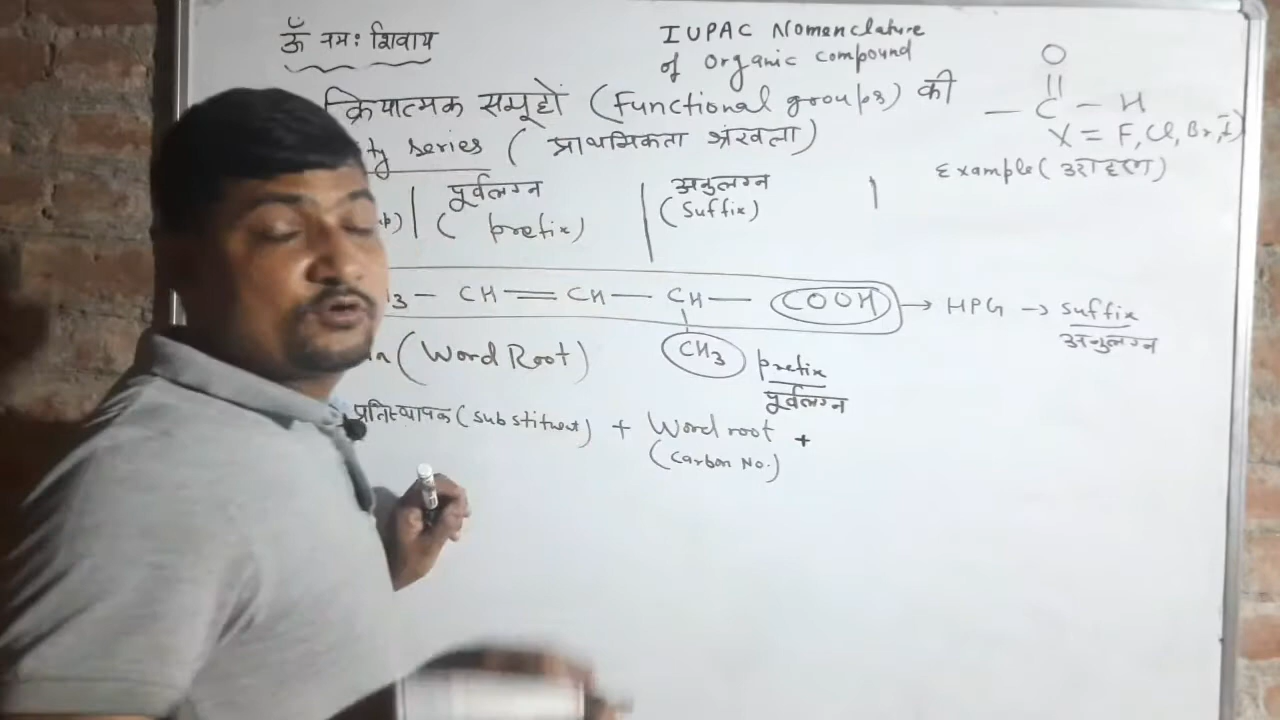 ॐ नमः शिवाय
IUPAC Nomenclature
of Organic compound
क्रियात्मक समूहों (Functional groups) की
ty series (प्राथमिकता श्रंखला)
O
||
— C — H
X = F, Cl, Br, I)
Example (उदाहरण)
पूर्वलग्न
(prefix)
अनुलग्न
(suffix)
3 — CH = CH — CH — COOH → HPG → suffix
अनुलग्न
CH3
prefix
पूर्वलग्न
(Word Root)
प्रतिस्थापक (substituent) + Word root +
(Carbon No.)